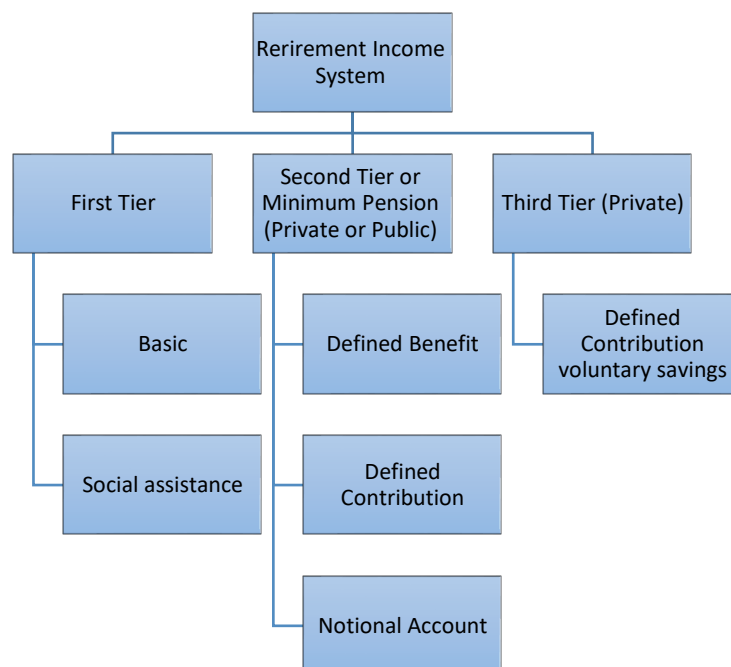 Rerirement Income
System
First Tier
Second Tier or
Minimum Pension
(Private or Public)
Third Tier (Private)
Basic
Defined Benefit
Defined
Contribution
voluntary savings
Social assistance
Defined
Contribution
Notional Account